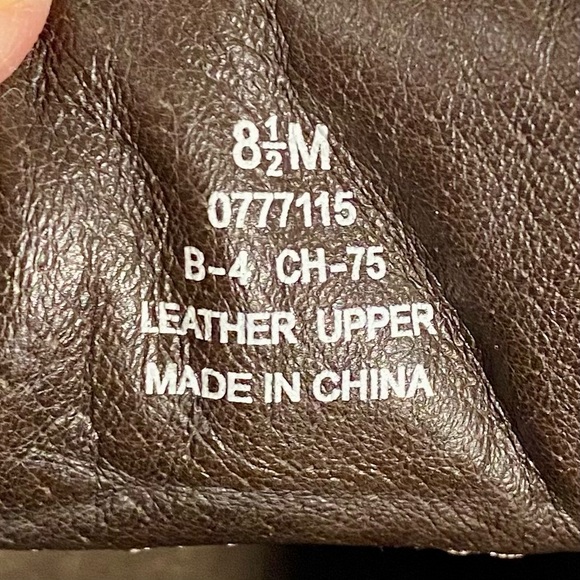 8½M
0777115
B-4 CH-75
LEATHER UPPER
MADE IN CHINA